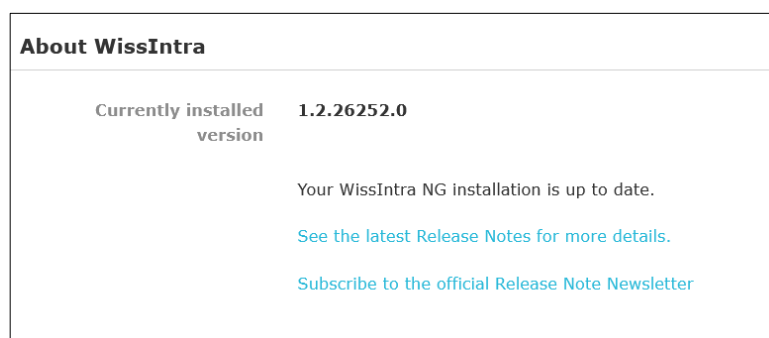 About WissIntra
Currently installed 1.2.26252.0
version
Your WissIntra NG installation is up to date.
See the latest Release Notes for more details.
Subscribe to the official Release Note Newsletter